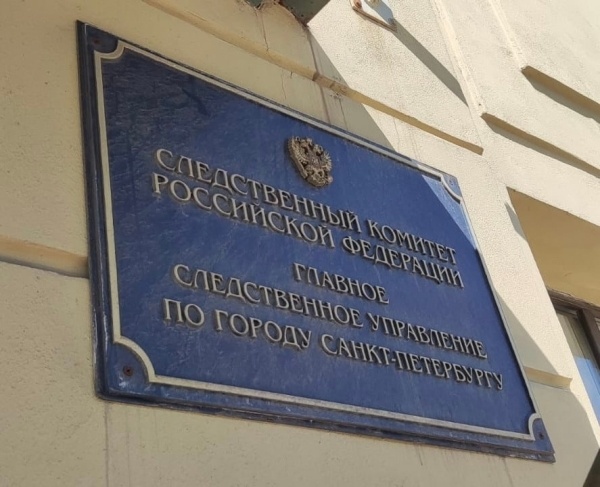 СЛЕДСТВЕННЫЙ КОМИТЕТ
РОССИЙСКОЙ ФЕДЕРАЦИИ
ГЛАВНОЕ
СЛЕДСТВЕННОЕ УПРАВЛЕНИЕ
ПО ГОРОДУ САНКТ-ПЕТЕРБУРГУ